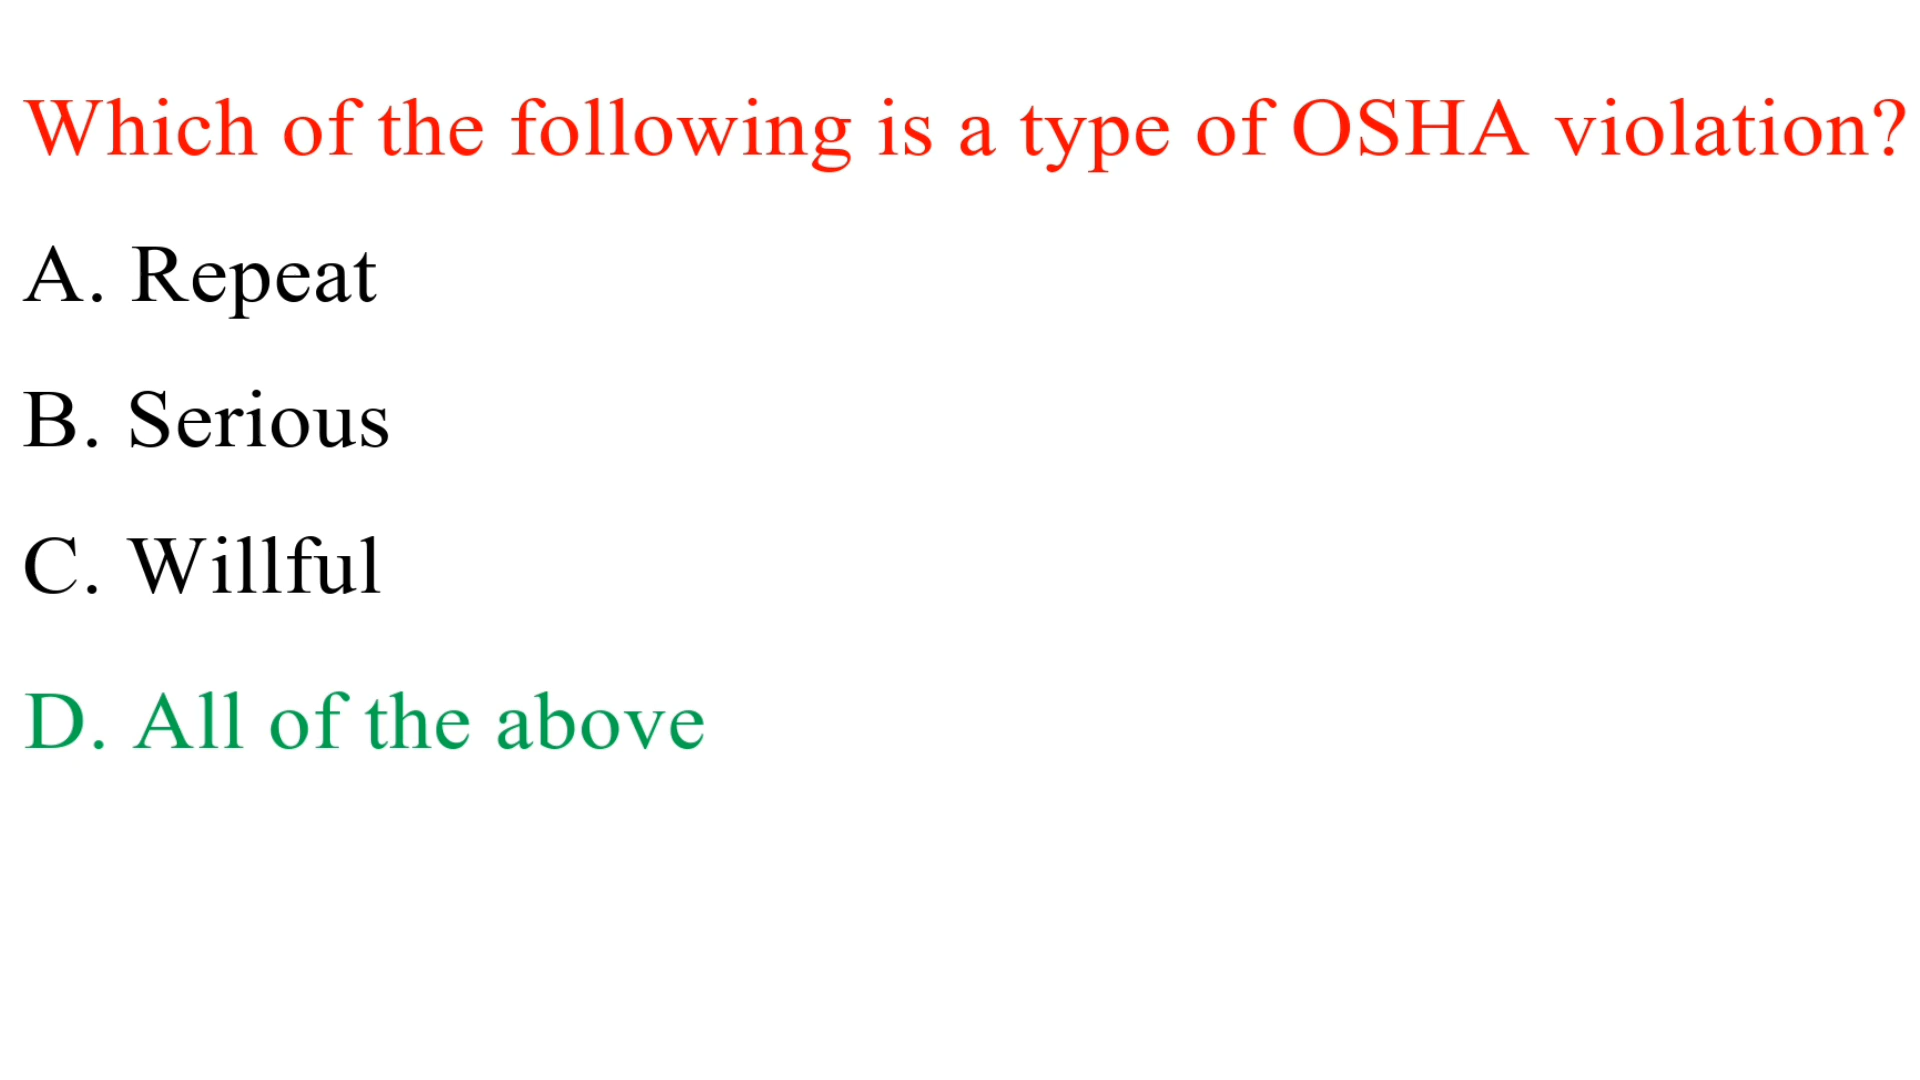 Which of the following is a type of OSHA violation?
A. Repeat
B. Serious
C. Willful
D. All of the above